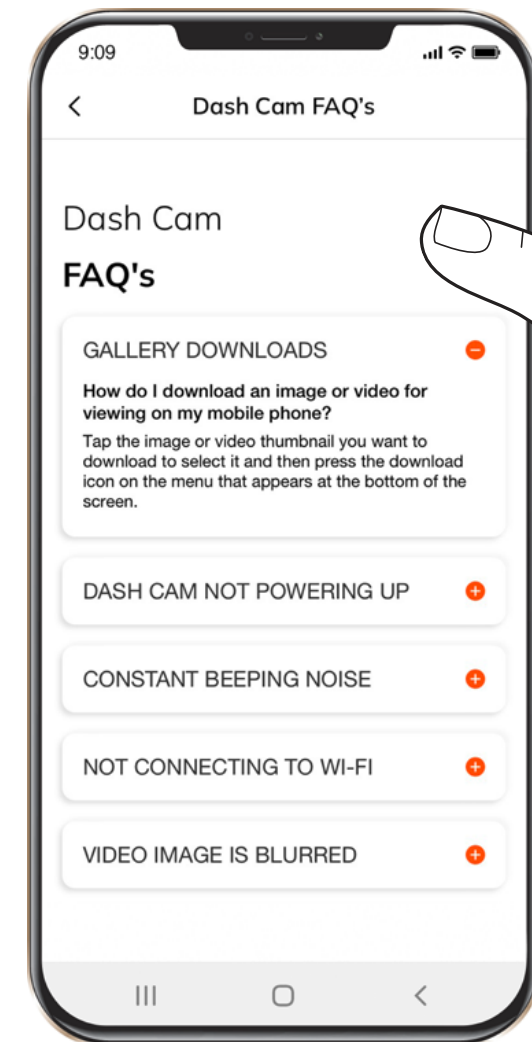 9:09
Dash Cam FAQ's
Dash Cam
FAQ's
GALLERY DOWNLOADS
How do I download an image or video for
viewing on my mobile phone?
Tap the image or video thumbnail you want to
download to select it and then press the download
icon on the menu that appears at the bottom of the
screen.
DASH CAM NOT POWERING UP
CONSTANT BEEPING NOISE
NOT CONNECTING TO WI-FI
VIDEO IMAGE IS BLURRED